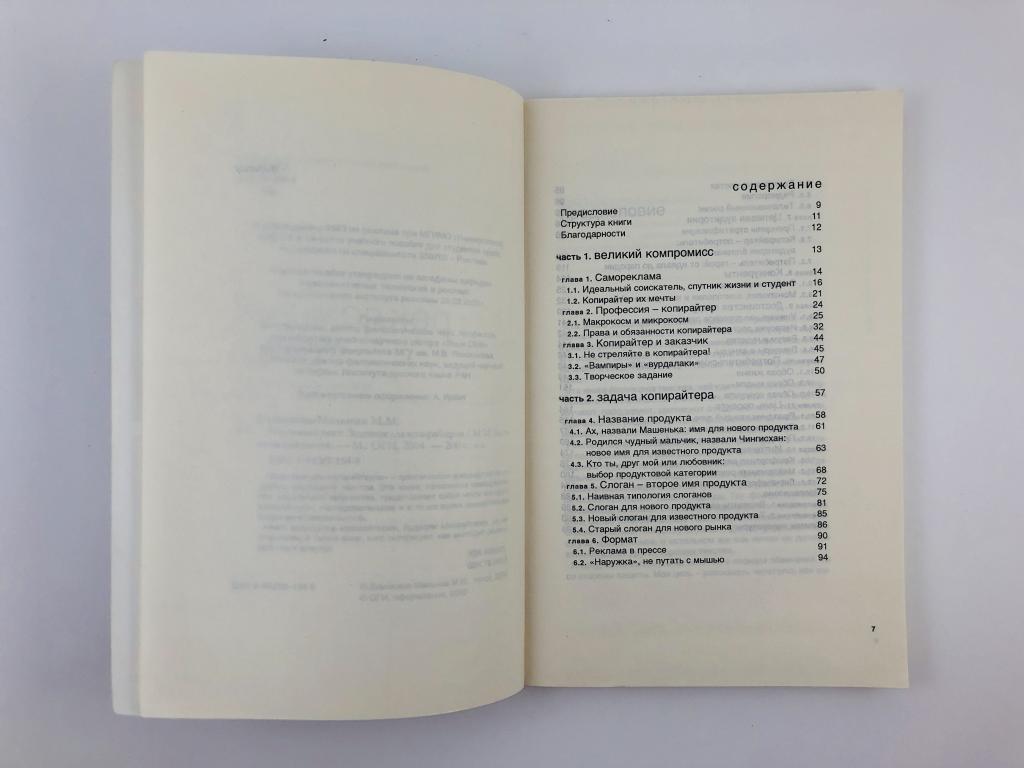 содержание
Предисловие 9
Структура книги 11
Благодарности 12
часть 1. великий компромисс 13
глава 1. Самореклама 14
1.1. Идеальный соискатель, спутник жизни и студент 16
1.2. Копирайтер их мечты 21
глава 2. Профессия – копирайтер 24
2.1. Макрокосм и микрокосм 25
2.2. Права и обязанности копирайтера 32
глава 3. Копирайтер и заказчик 44
3.1. Не стреляйте в копирайтера! 45
3.2. «Вампиры» и «вурдалаки» 47
3.3. Творческое задание 50
часть 2. задача копирайтера 57
глава 4. Название продукта 58
4.1. Ах, назвали Машенька: имя для нового продукта 61
4.2. Родился чудный мальчик, назвали Чингисхан:
новое имя для известного продукта 63
4.3. Кто ты, друг мой или любовник:
выбор продуктовой категории 68
глава 5. Слоган – второе имя продукта 72
5.1. Наивная типология слоганов 75
5.2. Слоган для нового продукта 81
5.3. Новый слоган для известного продукта 85
5.4. Старый слоган для нового рынка 86
глава 6. Формат 90
6.1. Реклама в прессе 91
6.2. «Наружка», не путать с мышью 94
7